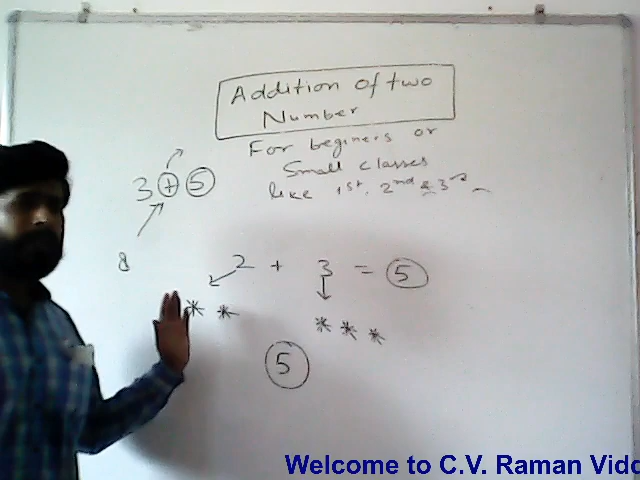 Addition of two
Number
For beginers or
Small classes
like 1st, 2nd & 3rd
3 + 5
8
2 + 3 = 5
* *
* * *
5
Welcome to C.V. Raman Vidd